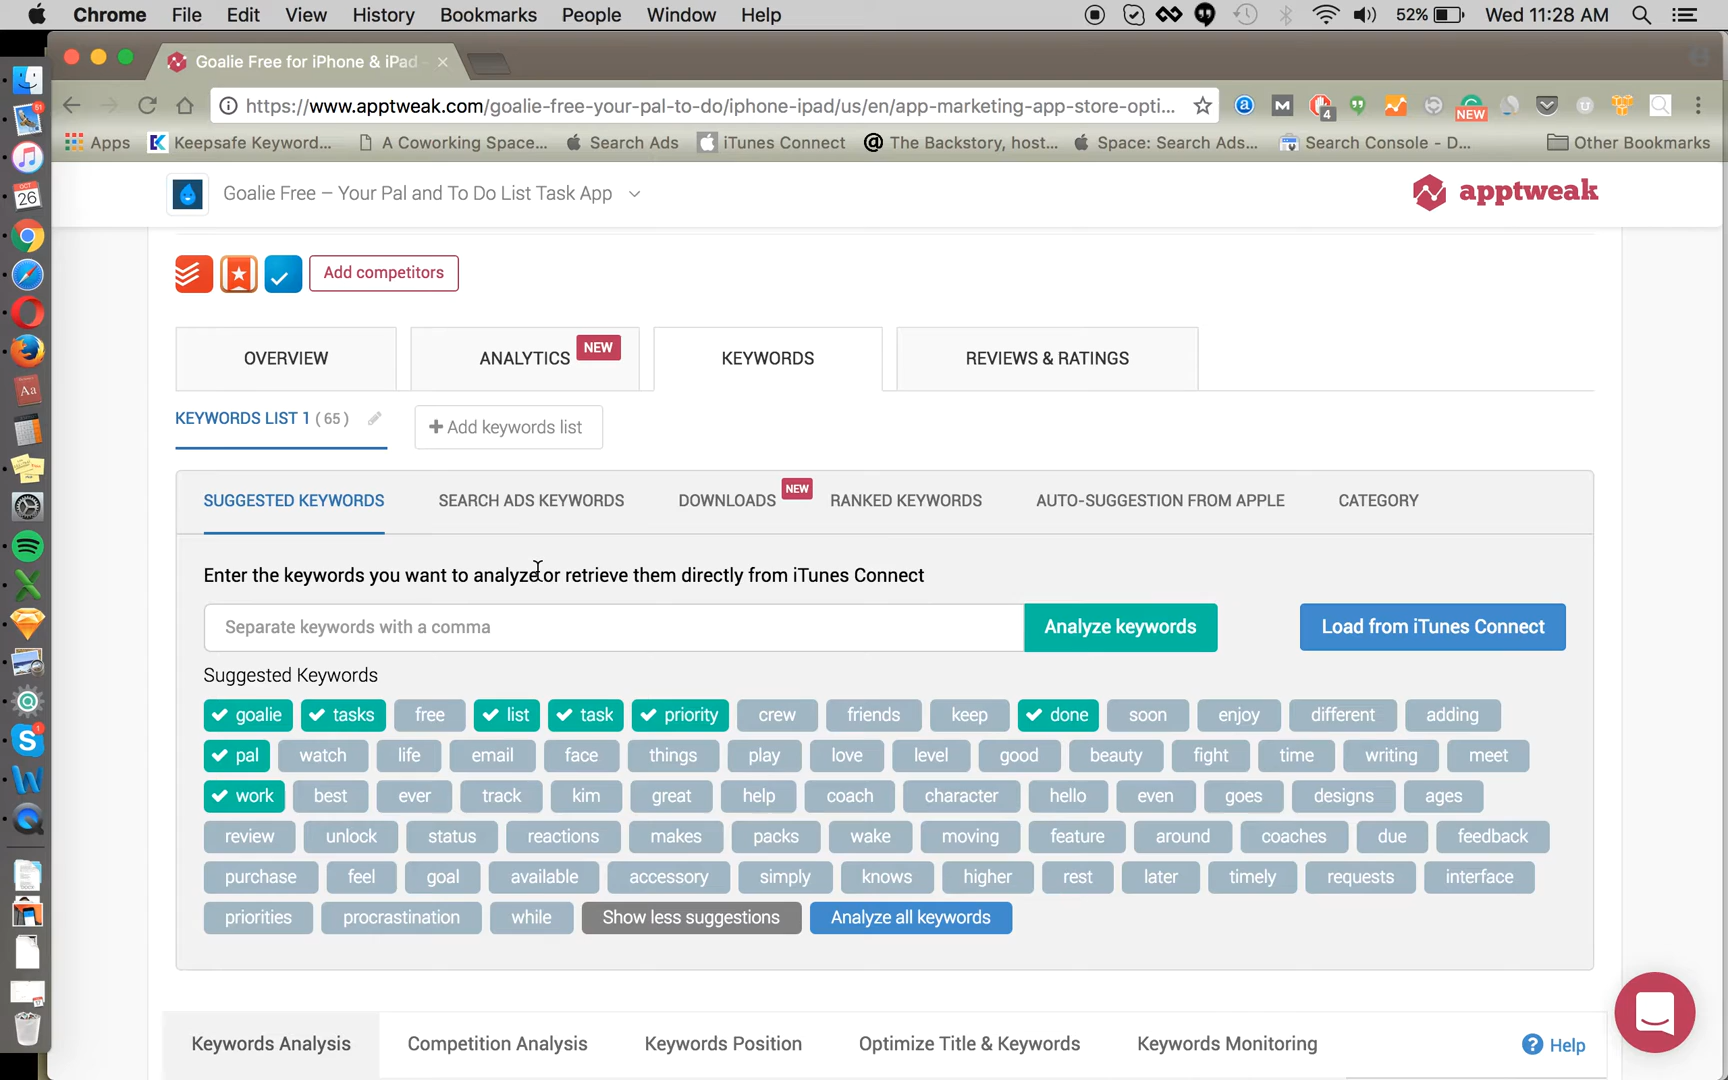 Chrome File Edit View History Bookmarks People Window Help 52% Wed 11:28 AM
Goalie Free for iPhone & iPad
https://www.apptweak.com/goalie-free-your-pal-to-do/iphone-ipad/us/en/app-marketing-app-store-opti...
4 NEW
Apps Keepsafe Keyword... A Coworking Space... Search Ads iTunes Connect The Backstory, host... Space: Search Ads... Search Console - D... Other Bookmarks
Goalie Free – Your Pal and To Do List Task App apptweak
Add competitors
OVERVIEW ANALYTICS NEW KEYWORDS REVIEWS & RATINGS
KEYWORDS LIST 1 (65) + Add keywords list
SUGGESTED KEYWORDS SEARCH ADS KEYWORDS DOWNLOADS NEW RANKED KEYWORDS AUTO-SUGGESTION FROM APPLE CATEGORY
Enter the keywords you want to analyze or retrieve them directly from iTunes Connect
Separate keywords with a comma Analyze keywords Load from iTunes Connect
Suggested Keywords
goalie tasks free list task priority crew friends keep done soon enjoy different adding
pal watch life email face things play love level good beauty fight time writing meet
work best ever track kim great help coach character hello even goes designs ages
review unlock status reactions makes packs wake moving feature around coaches due feedback
purchase feel goal available accessory simply knows higher rest later timely requests interface
priorities procrastination while Show less suggestions Analyze all keywords
Keywords Analysis Competition Analysis Keywords Position Optimize Title & Keywords Keywords Monitoring Help